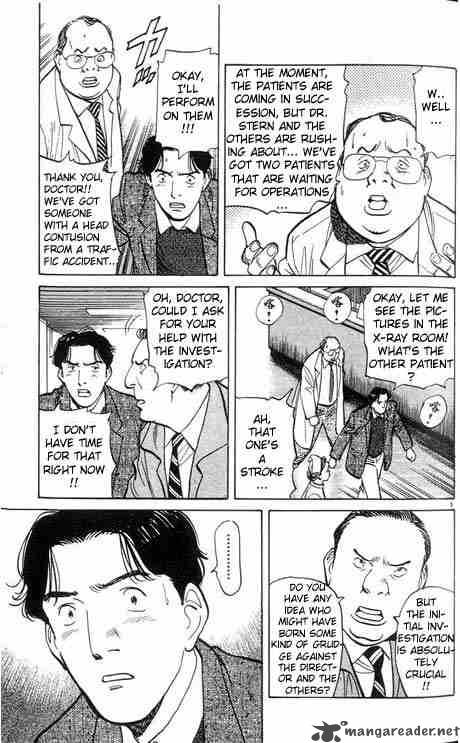 W..
WELL
...
AT THE MOMENT,
THE PATIENTS ARE
COMING IN SUCC-
ESSION, BUT DR.
STERN AND THE
OTHERS ARE RUSH-
ING ABOUT... WE'VE
GOT TWO PATIENTS
THAT ARE WAITING
FOR OPERATIONS
...
OKAY,
I'LL
PERFORM
ON THEM
!!!
THANK YOU,
DOCTOR!!
WE'VE GOT
SOMEONE
WITH A HEAD
CONTUSION
FROM A TRAF-
FIC ACCIDENT...
OKAY, LET ME
SEE THE PIC-
TURES IN THE
X-RAY ROOM!
WHAT'S THE
OTHER PATIENT
?
AH,
THAT
ONE'S
A
STROKE
...
OH, DOCTOR,
COULD I ASK
FOR YOUR
HELP WITH
THE INVEST-
IGATION?
I DON'T
HAVE TIME
FOR THAT
RIGHT NOW
!!
BUT
THE INI-
TIAL INV-
ESTIGATION
IS ABSOLU-
TELY
CRUCIAL
!!
DO YOU
HAVE ANY
IDEA WHO
MIGHT HAVE
BORN SOME
KIND OF GRU-
DGE AGAINST
THE DIRECT-
OR AND THE
OTHERS?
........
mangareader.net